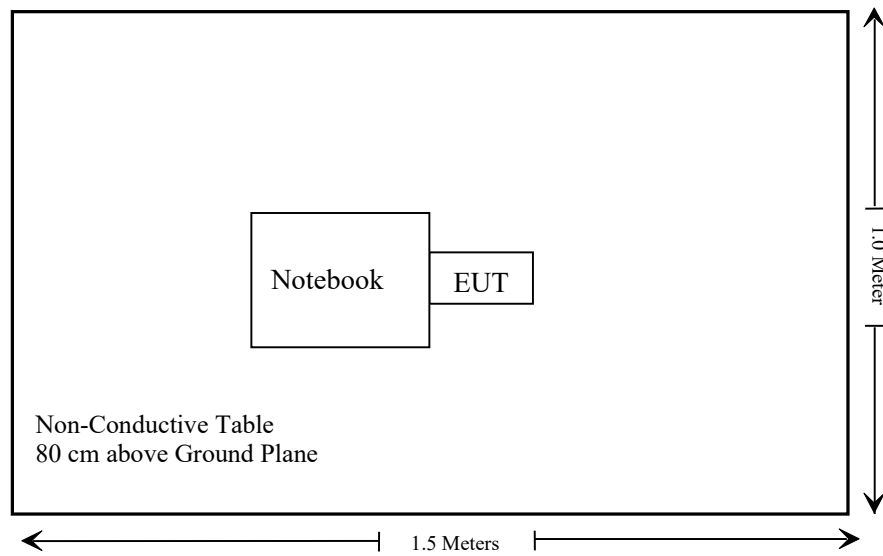 Notebook
EUT
1.0 Meter
Non-Conductive Table
80 cm above Ground Plane
1.5 Meters